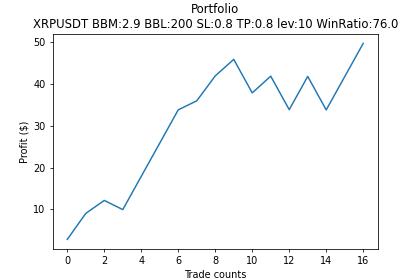 Portfolio
XRPUSDT BBM:2.9 BBL:200 SL:0.8 TP:0.8 lev:10 WinRatio:76.0
50
40
30
20
10
Profit ($)
0 2 4 6 8 10 12 14 16
Trade counts